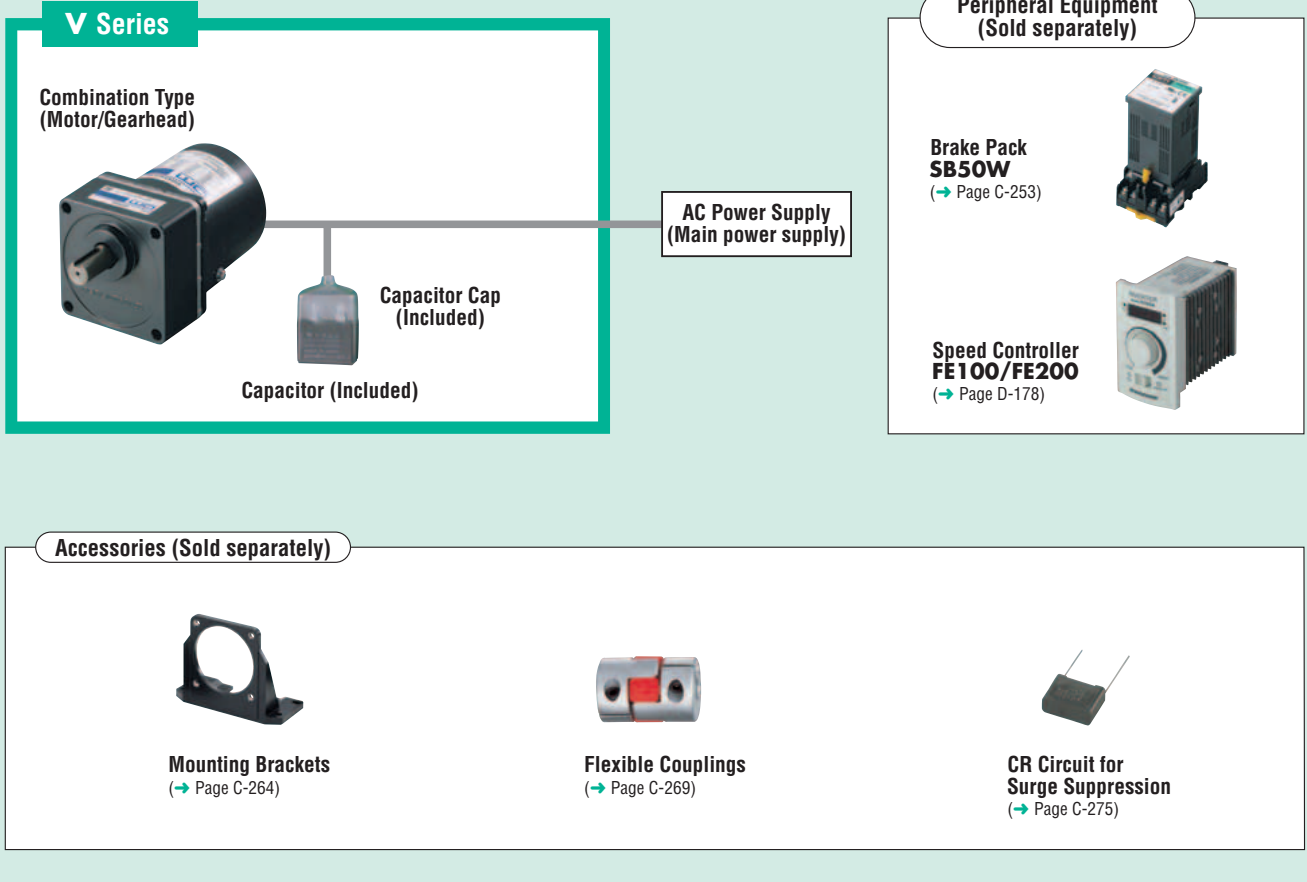 V Series
Combination Type
(Motor/Gearhead)
Capacitor Cap
(Included)
Capacitor (Included)
AC Power Supply
(Main power supply)
Peripheral Equipment
(Sold separately)
Brake Pack
SB50W
(➜ Page C-253)
Speed Controller
FE100/FE200
(➜ Page D-178)
Accessories (Sold separately)
Mounting Brackets
(➜ Page C-264)
Flexible Couplings
(➜ Page C-269)
CR Circuit for
Surge Suppression
(➜ Page C-275)